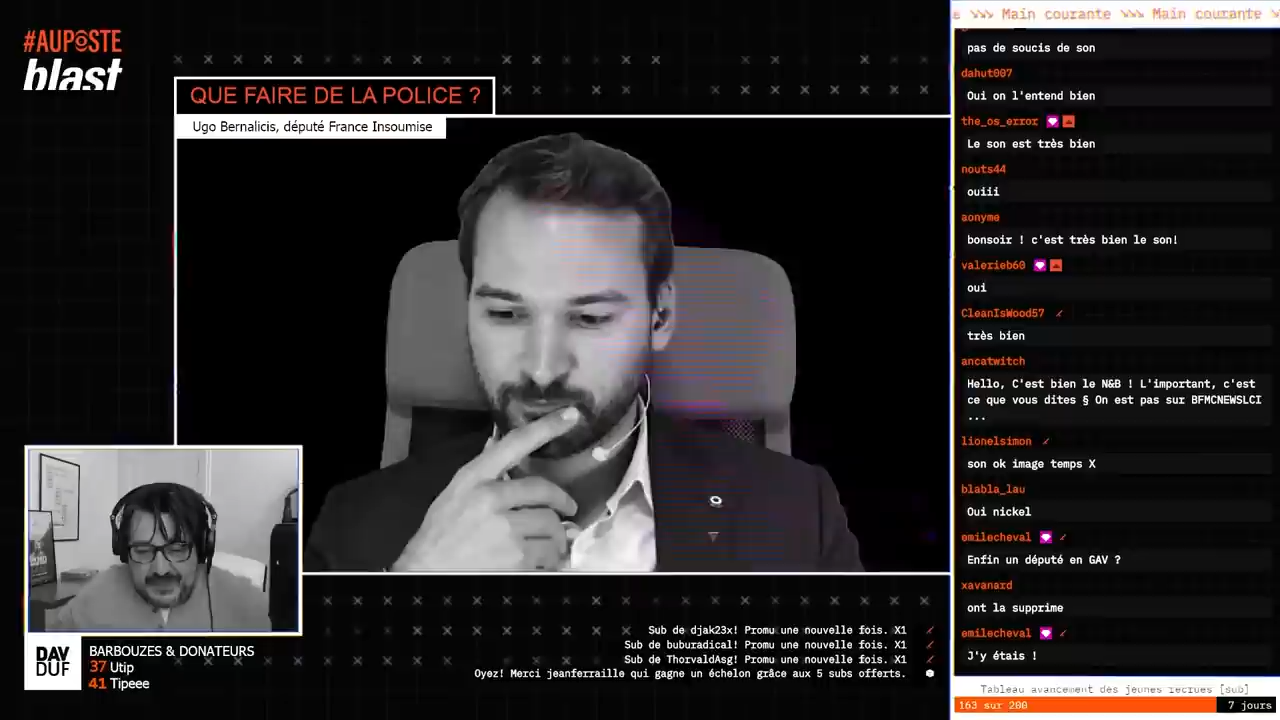 #AUPOSTE
blast
QUE FAIRE DE LA POLICE ?
Ugo Bernalicis, député France Insoumise
DAV
DUF
BARBOUZES & DONATEURS
37 Utip
41 Tipeee
Sub de djak23x! Promu une nouvelle fois. X1
Sub de buburadical! Promu une nouvelle fois. X1
Sub de ThorvaldAsg! Promu une nouvelle fois. X1
Oyez! Merci jeanferraille qui gagne un échelon grâce aux 5 subs offerts.
e >>> Main courante >>> Main courante
pas de soucis de son
dahut007
Oui on l'entend bien
the_os_error
Le son est très bien
nouts44
ouiii
aonyme
bonsoir ! c'est très bien le son!
valerieb60
oui
CleanIsWood57
très bien
ancatwitch
Hello, C'est bien le N&B ! L'important, c'est
ce que vous dites § On est pas sur BFMCNEWSLCI
...
lionelsimon
son ok image temps X
blabla_lau
Oui nickel
emilecheval
Enfin un député en GAV ?
xavanard
ont la supprime
emilecheval
J'y étais !
Tableau avancement des jeunes recrues [sub]
163 sur 200
7 jours